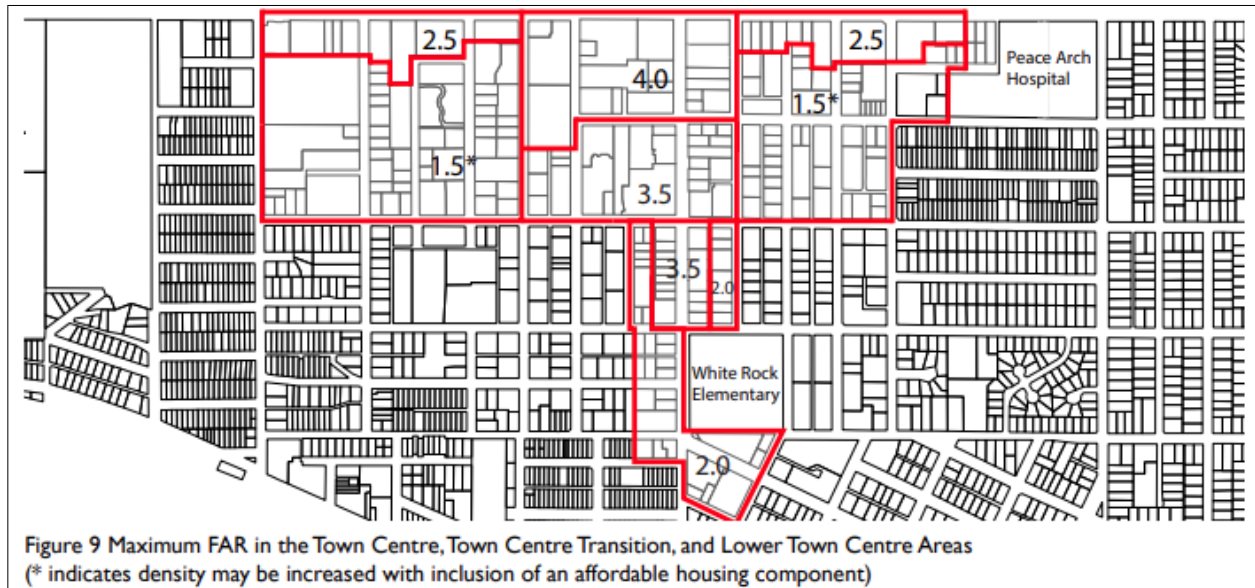 2.5
4.0
2.5
Peace Arch
Hospital
1.5*
1.5*
3.5
3.5
2.0
White Rock
Elementary
2.0
4
Figure 9 Maximum FAR in the Town Centre, Town Centre Transition, and Lower Town Centre Areas
(* indicates density may be increased with inclusion of an affordable housing component)